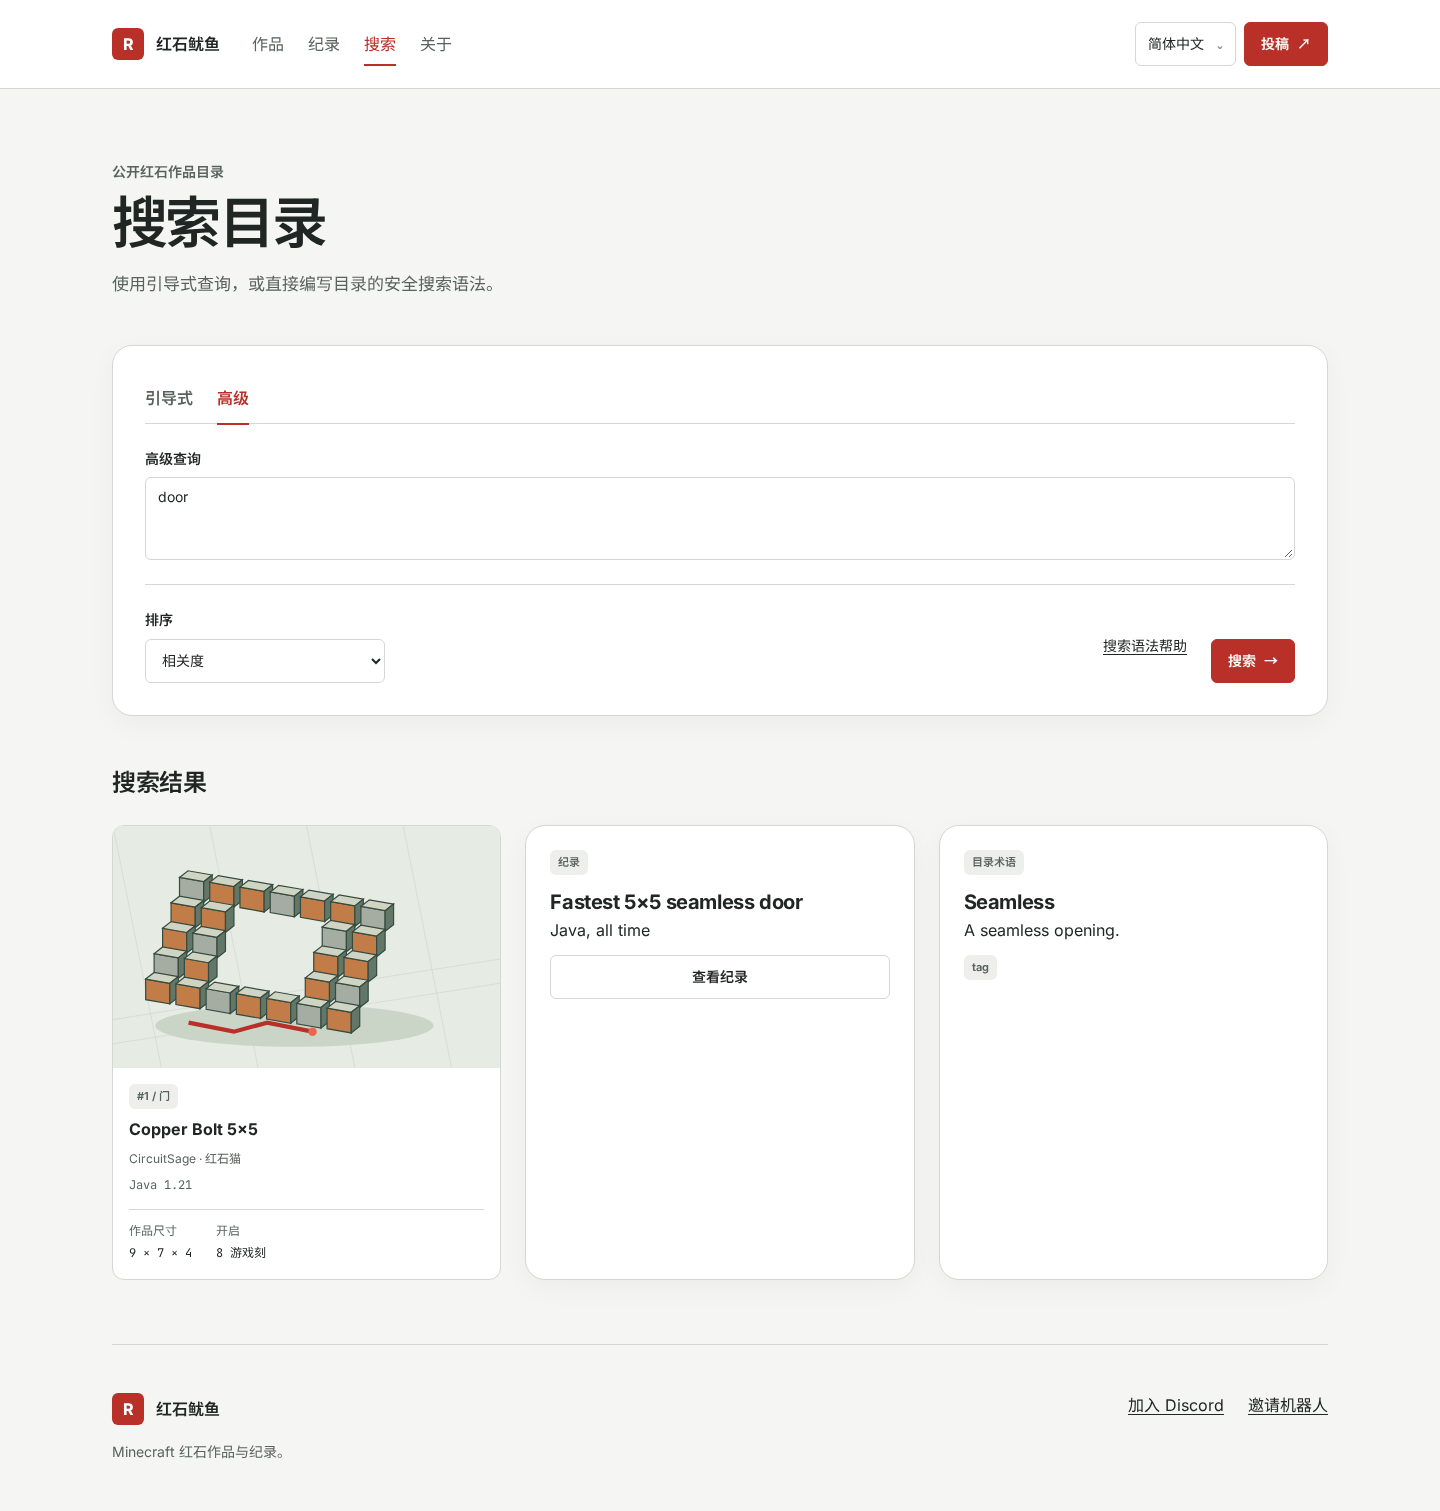 R 红石鱿鱼 作品 纪录 搜索 关于 简体中文 投稿 ↗
公开红石作品目录
搜索目录
使用引导式查询，或直接编写目录的安全搜索语法。
引导式 高级
高级查询
door
排序
相关度 搜索语法帮助 搜索 →
搜索结果
#1 / 门
Copper Bolt 5×5
CircuitSage · 红石猫
Java 1.21
作品尺寸 开启
9 × 7 × 4 8 游戏刻
纪录
Fastest 5×5 seamless door
Java, all time
查看纪录
目录术语
Seamless
A seamless opening.
tag
R 红石鱿鱼 加入 Discord 邀请机器人
Minecraft 红石作品与纪录。